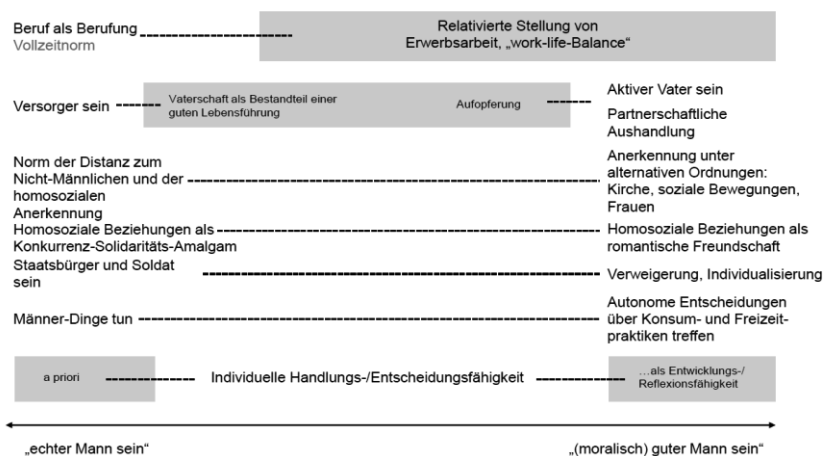 Beruf als Berufung
Vollzeitnorm
Relativierte Stellung von
Erwerbsarbeit, „work-life-Balance“
Versorger sein
Vaterschaft als Bestandteil einer
guten Lebensführung
Aufopferung
Aktiver Vater sein
Partnerschaftliche
Aushandlung
Norm der Distanz zum
Nicht-Männlichen und der
homosozialen
Anerkennung
Anerkennung unter
alternativen Ordnungen:
Kirche, soziale Bewegungen,
Frauen
Homosoziale Beziehungen als
Konkurrenz-Solidaritäts-Amalgam
Homosoziale Beziehungen als
romantische Freundschaft
Staatsbürger und Soldat
sein
Verweigerung, Individualisierung
Männer-Dinge tun
Autonome Entscheidungen
über Konsum- und Freizeit-
praktiken treffen
a priori
Individuelle Handlungs-/Entscheidungsfähigkeit
…als Entwicklungs-/
Reflexionsfähigkeit
„echter Mann sein“
„(moralisch) guter Mann sein“